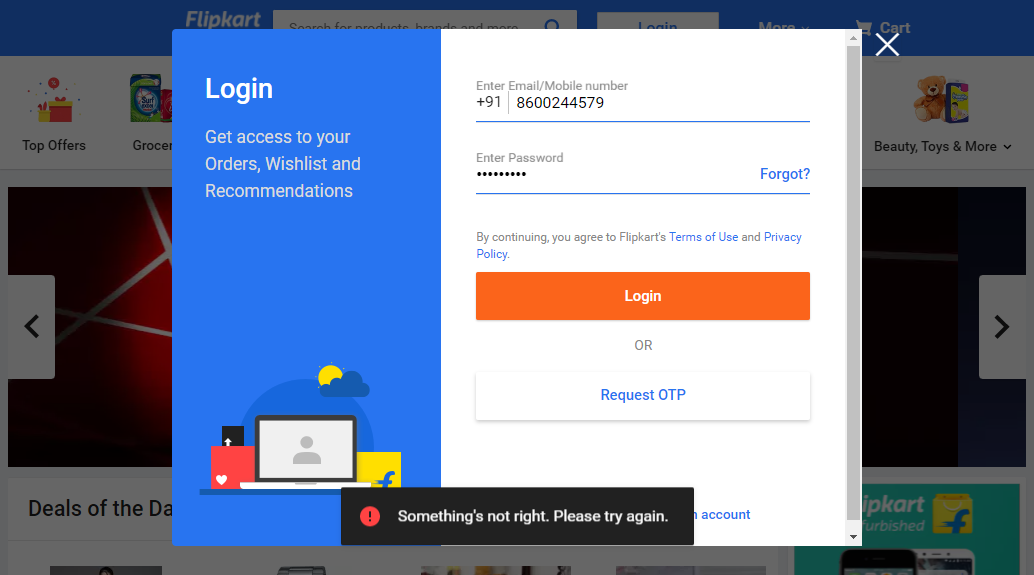 Flipkart
Search for products, brands and more
Login
More
Cart
Top Offers
Grocer
Beauty, Toys & More
Login
Get access to your
Orders, Wishlist and
Recommendations
Enter Email/Mobile number
+91 8600244579
Enter Password
•••••••••
Forgot?
By continuing, you agree to Flipkart's Terms of Use and Privacy
Policy.
Login
OR
Request OTP
account
Something's not right. Please try again.
Deals of the Da
ipkart
furbished